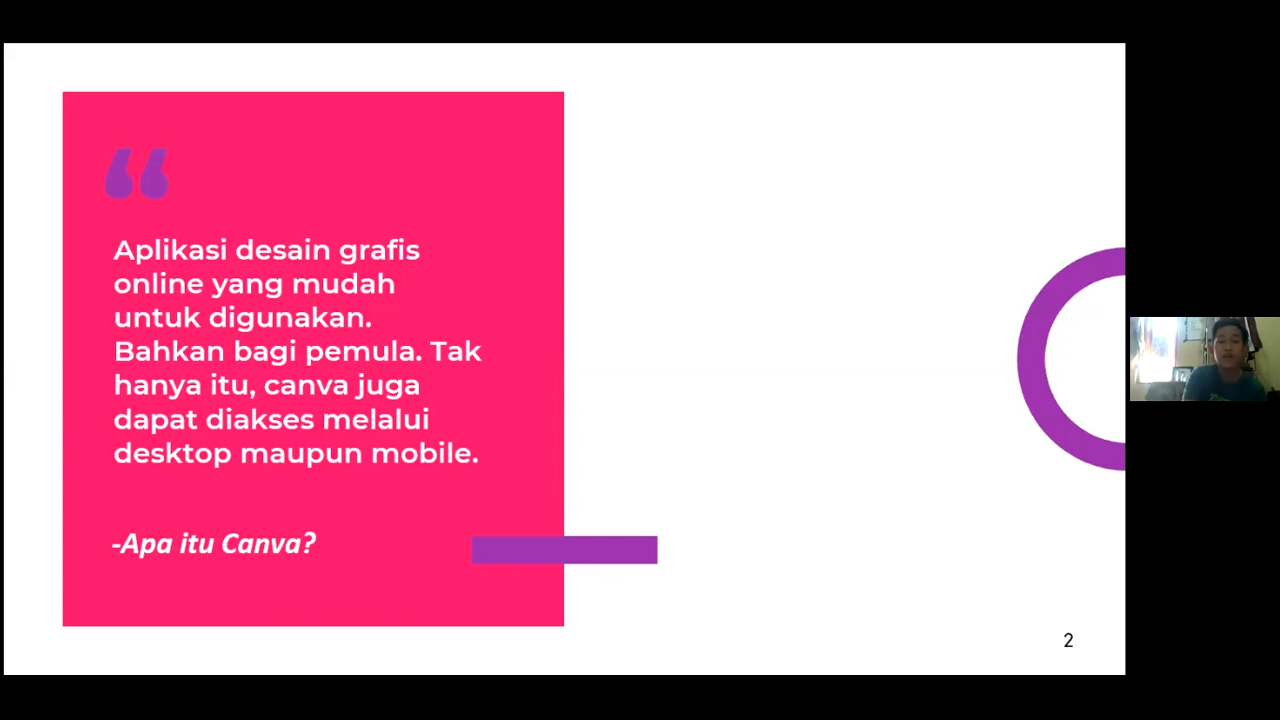 “
Aplikasi desain grafis
online yang mudah
untuk digunakan.
Bahkan bagi pemula. Tak
hanya itu, canva juga
dapat diakses melalui
desktop maupun mobile.
-Apa itu Canva?
2